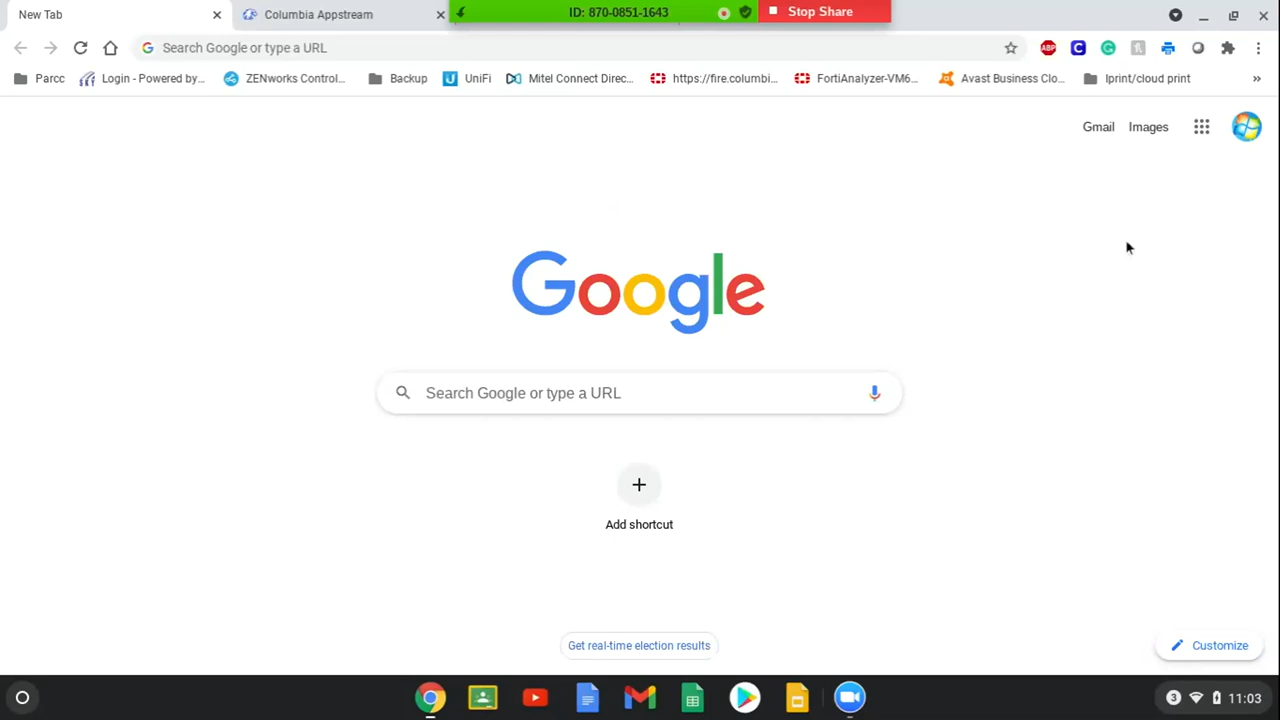 New Tab
Columbia Appstream
ID: 870-0851-1643
Stop Share
Search Google or type a URL
ABP
Parcc
Login - Powered by...
ZENworks Control...
Backup
UniFi
Mitel Connect Direc...
https://fire.columbi...
FortiAnalyzer-VM6...
Avast Business Clo...
Iprint/cloud print
»
Gmail
Images
Google
Search Google or type a URL
Add shortcut
Get real-time election results
Customize
3
11:03